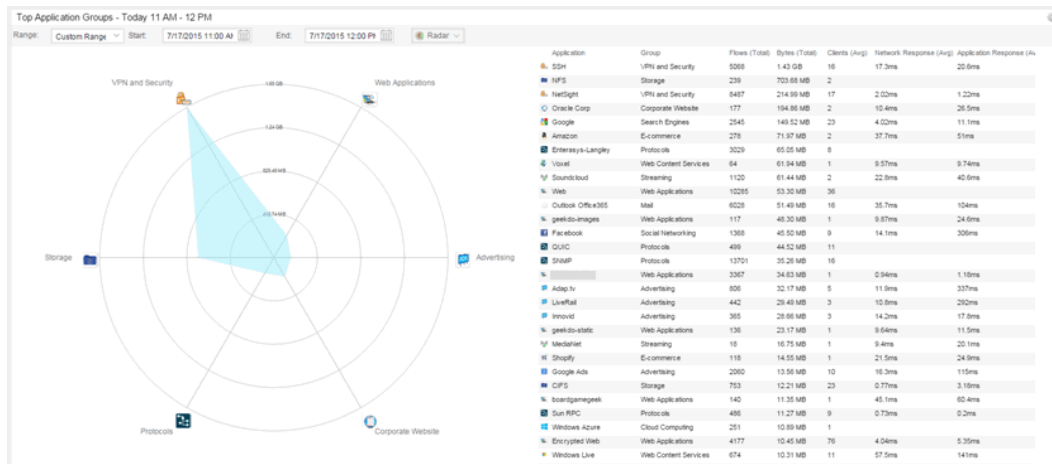 Top Application Groups - Today 11 AM - 12 PM
Range: Custom Range Start: 7/17/2015 11:00 AM End: 7/17/2015 12:00 PM Radar
VPN and Security
Web Applications
Storage
Advertising
Protocols
Corporate Website
1.24 GB
Application Group Flows (Total) Bytes (Total) Clients (Avg) Network Response (Avg) Application Response (Av
SSH VPN and Security 5068 1.43 GB 16 17.3ms 20.6ms
NFS Storage 239 703.68 MB 2
NetSight VPN and Security 8487 214.99 MB 17 2.02ms 1.22ms
Oracle Corp Corporate Website 177 194.86 MB 2 10.4ms 26.5ms
Google Search Engines 2545 149.52 MB 23 4.02ms 11.1ms
Amazon E-commerce 278 71.97 MB 2 37.7ms 51ms
Enterasys-Langley Protocols 3029 65.05 MB 8
Voxel Web Content Services 64 61.94 MB 1 9.57ms 9.74ms
Soundcloud Streaming 1120 61.44 MB 2 22.8ms 40.6ms
Web Web Applications 10285 53.30 MB 36
Outlook Office365 Mail 6028 51.49 MB 16 35.7ms 104ms
geekdo-images Web Applications 117 48.30 MB 1 9.87ms 24.6ms
Facebook Social Networking 1368 45.50 MB 9 14.1ms 306ms
QUIC Protocols 499 44.52 MB 11
SNMP Protocols 13701 35.26 MB 16
Web Applications 3367 34.63 MB 1 0.94ms 1.18ms
Adap.tv Advertising 806 32.17 MB 5 11.9ms 337ms
LiveRail Advertising 442 29.49 MB 3 10.8ms 292ms
Innovid Advertising 365 28.66 MB 3 14.2ms 17.8ms
geekdo-static Web Applications 136 23.17 MB 1 9.64ms 11.5ms
MediaNet Streaming 18 16.75 MB 1 9.4ms 20.1ms
Shopify E-commerce 118 14.55 MB 1 21.5ms 24.9ms
Google Ads Advertising 2060 13.56 MB 10 16.3ms 115ms
CIFS Storage 753 12.21 MB 23 0.77ms 3.18ms
boardgamegeek Web Applications 140 11.35 MB 1 45.1ms 60.4ms
Sun RPC Protocols 486 11.27 MB 9 0.73ms 0.2ms
Windows Azure Cloud Computing 251 10.89 MB 1
Encrypted Web Web Applications 4177 10.45 MB 76 4.04ms 5.35ms
Windows Live Web Content Services 674 10.31 MB 11 57.5ms 141ms